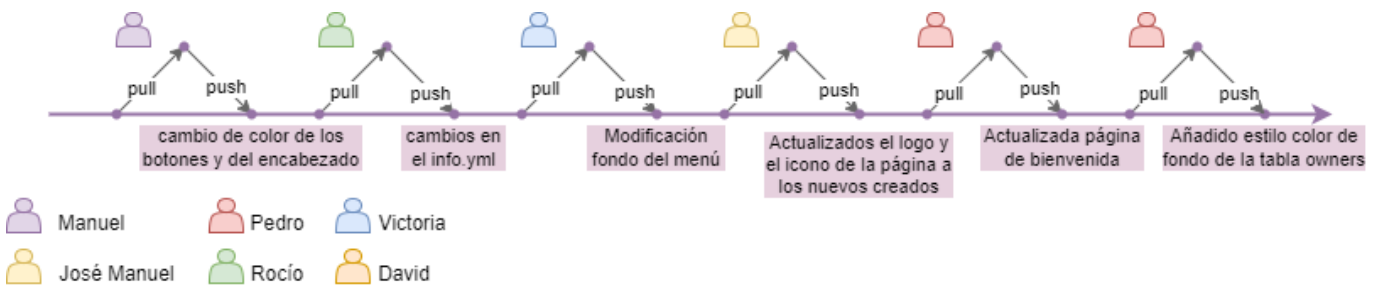 pull
push
pull
push
pull
push
pull
push
pull
push
pull
push
cambio de color de los
botones y del encabezado
cambios en
el info.yml
Modificación
fondo del menú
Actualizados el logo y
el icono de la página a
los nuevos creados
Actualizada página
de bienvenida
Añadido estilo color de
fondo de la tabla owners
Manuel
Pedro
Victoria
José Manuel
Rocío
David